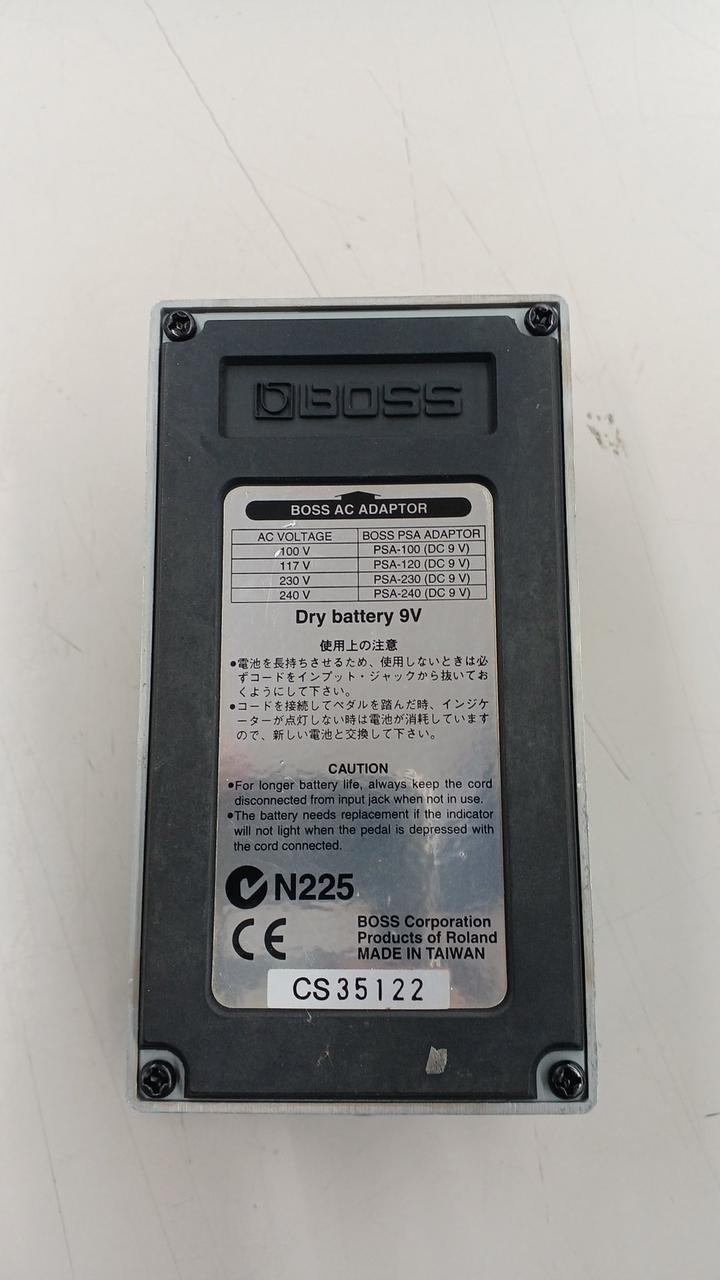 BOSS
BOSS AC ADAPTOR
AC VOLTAGE BOSS PSA ADAPTOR
100 V PSA-100 (DC 9 V)
117 V PSA-120 (DC 9 V)
230 V PSA-230 (DC 9 V)
240 V PSA-240 (DC 9 V)
Dry battery 9V
使用上の注意
●電池を長持ちさせるため、使用しないときは必
ずコードをインプット・ジャックから抜いてお
くようにして下さい。
●コードを接続してペダルを踏んだ時、インジケ
ーターが点灯しない時は電池が消耗しています
ので、新しい電池と交換して下さい。
CAUTION
●For longer battery life, always keep the cord
disconnected from input jack when not in use.
●The battery needs replacement if the indicator
will not light when the pedal is depressed with
the cord connected.
N225
CE
BOSS Corporation
Products of Roland
MADE IN TAIWAN
CS35122